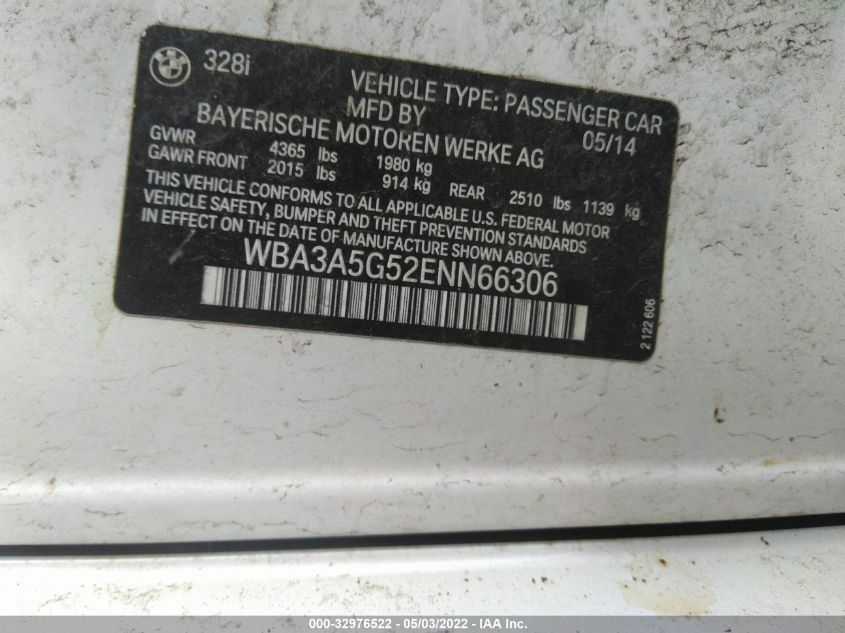 BMW
328i
VEHICLE TYPE: PASSENGER CAR
MFD BY 05/14
BAYERISCHE MOTOREN WERKE AG
GVWR 4365 lbs 1980 kg
GAWR FRONT 2015 lbs 914 kg REAR 2510 lbs 1139 kg
THIS VEHICLE CONFORMS TO ALL APPLICABLE U.S. FEDERAL MOTOR
VEHICLE SAFETY, BUMPER AND THEFT PREVENTION STANDARDS
IN EFFECT ON THE DATE OF MANUFACTURE SHOWN ABOVE.
WBA3A5G52ENN66306
2 122 606
000-32976522 - 05/03/2022 - IAA Inc.